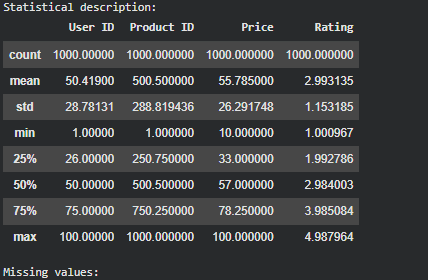 Statistical description:
User ID Product ID Price Rating
count 1000.00000 1000.000000 1000.000000 1000.000000
mean 50.41900 500.500000 55.785000 2.993135
std 28.78131 288.819436 26.291748 1.153185
min 1.00000 1.000000 10.000000 1.000967
25% 26.00000 250.750000 33.000000 1.992786
50% 50.00000 500.500000 57.000000 2.984003
75% 75.00000 750.250000 78.250000 3.985084
max 100.00000 1000.000000 100.000000 4.987964
Missing values: